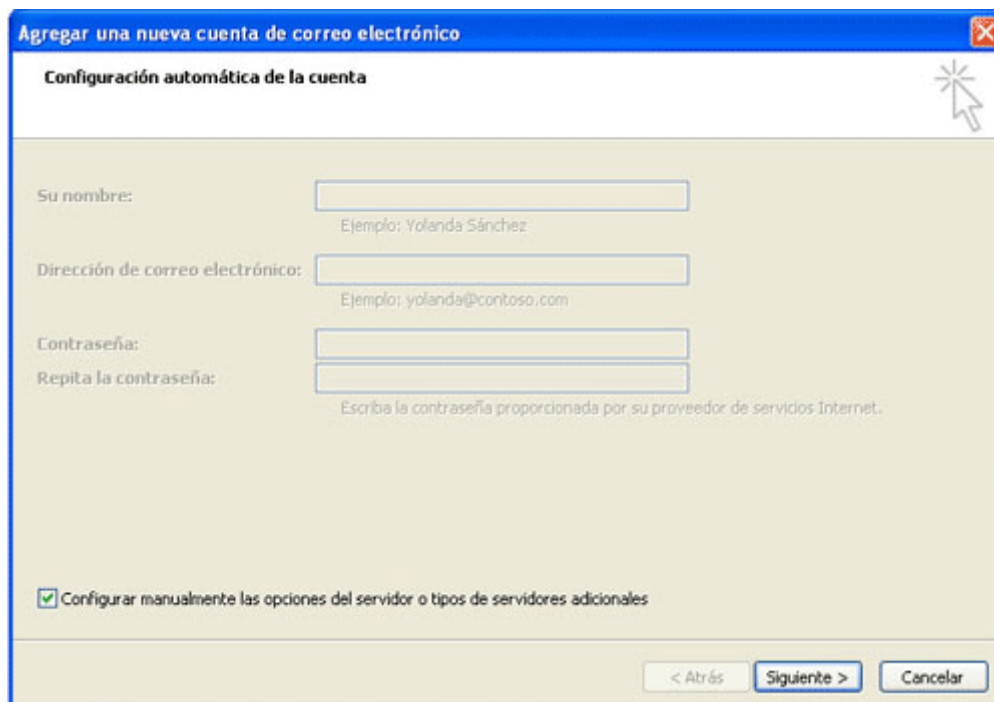 Agregar una nueva cuenta de correo electrónico
Configuración automática de la cuenta
Su nombre:
Ejemplo: Yolanda Sánchez
Dirección de correo electrónico:
Ejemplo: yolanda@contoso.com
Contraseña:
Repita la contraseña:
Escriba la contraseña proporcionada por su proveedor de servicios Internet.
Configurar manualmente las opciones del servidor o tipos de servidores adicionales
< Atrás Siguiente > Cancelar